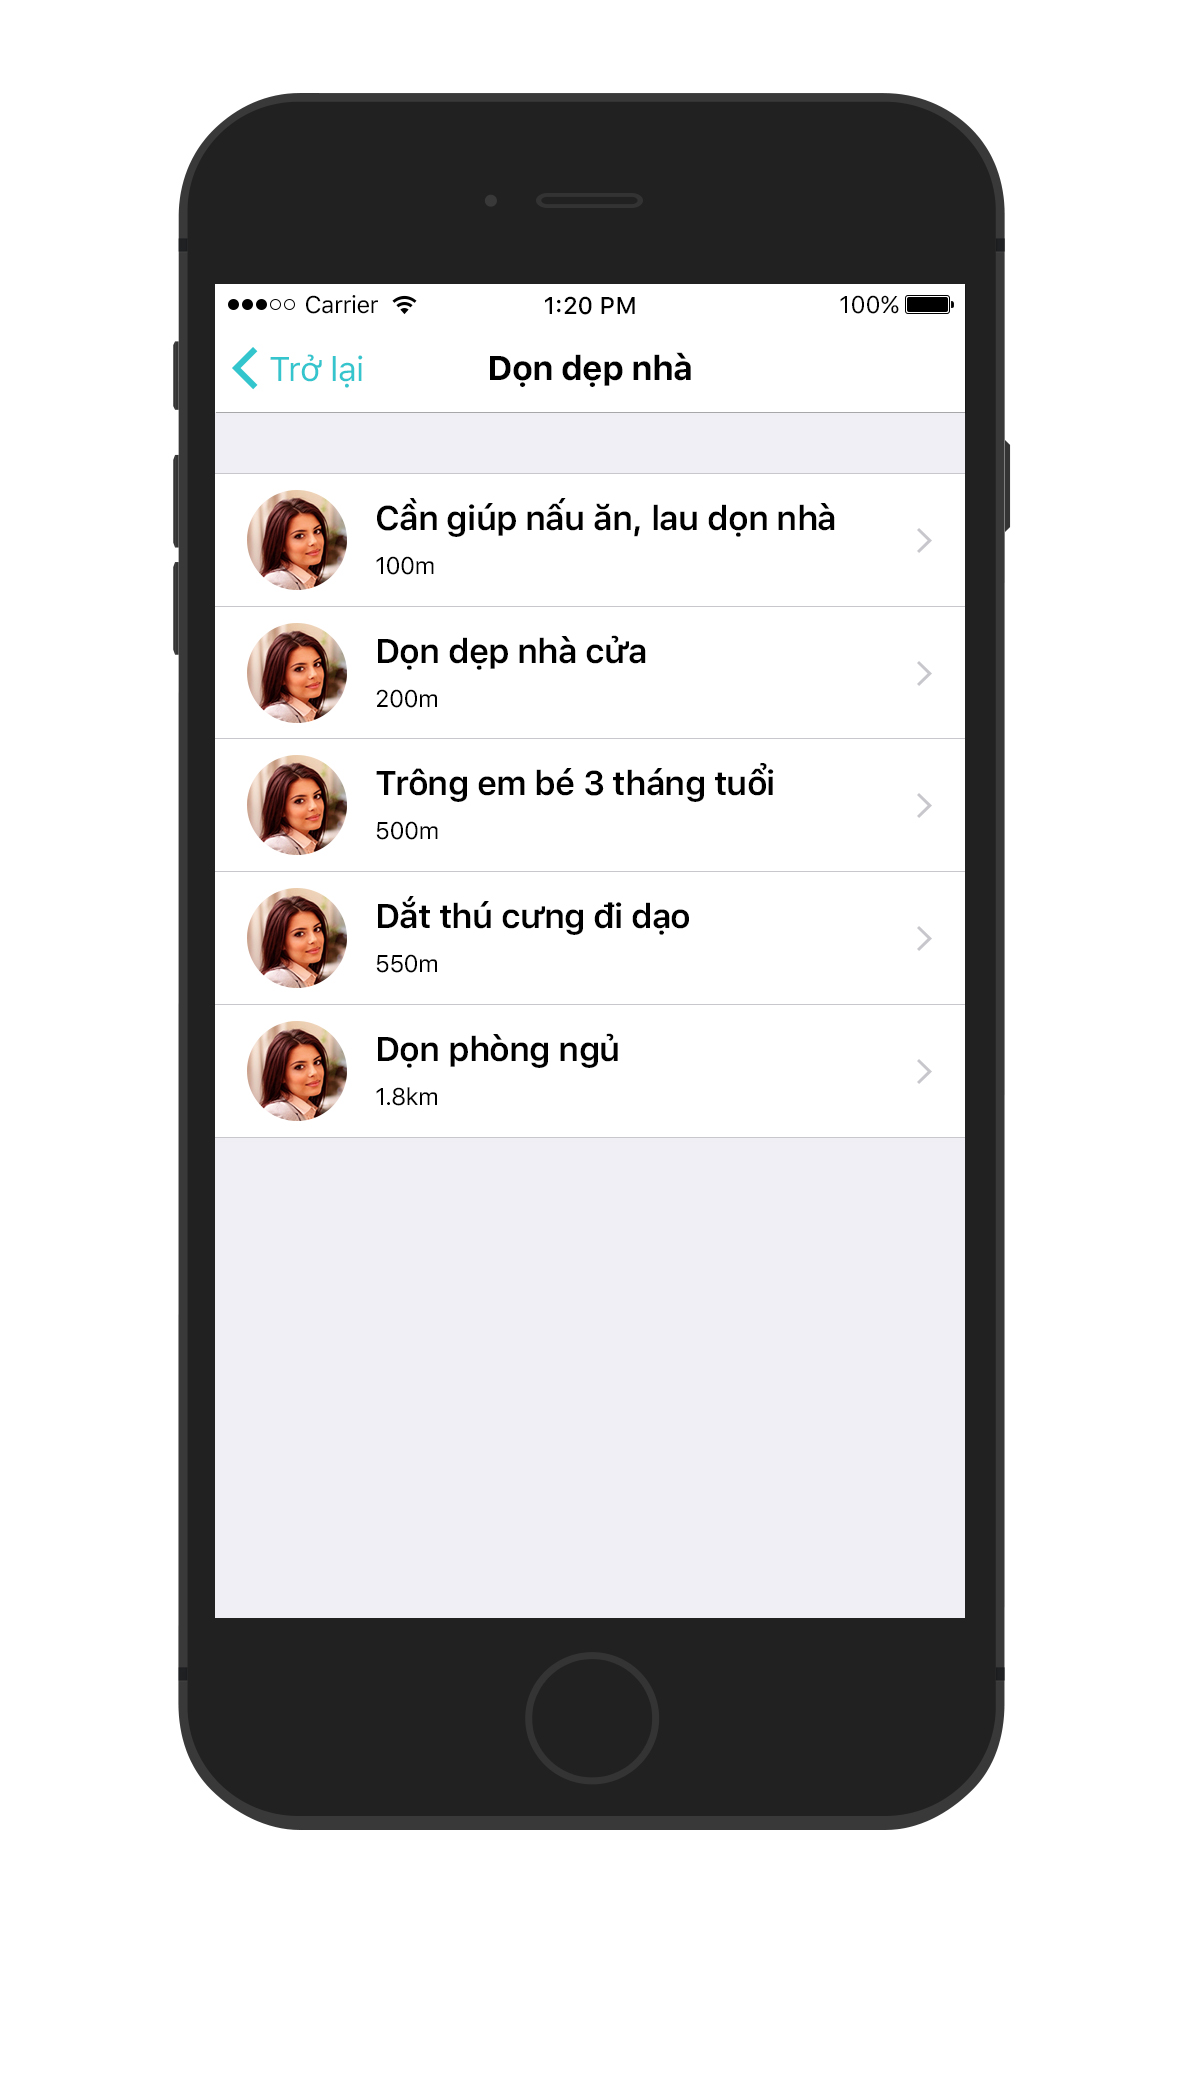 Carrier 1:20 PM 100%
Trở lại Dọn dẹp nhà
Cần giúp nấu ăn, lau dọn nhà
100m
Dọn dẹp nhà cửa
200m
Trông em bé 3 tháng tuổi
500m
Dắt thú cưng đi dạo
550m
Dọn phòng ngủ
1.8km